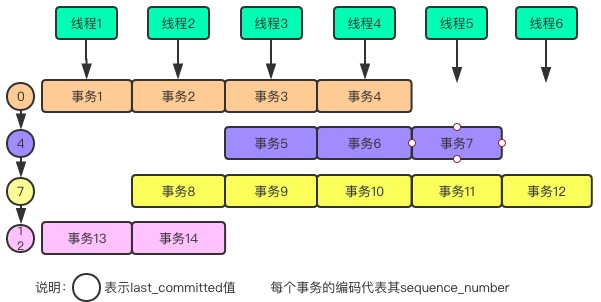 线程1 线程2 线程3 线程4 线程5 线程6
0 事务1 事务2 事务3 事务4
4 事务5 事务6 事务7
7 事务8 事务9 事务10 事务11 事务12
12 事务13 事务14
说明： 表示last_committed值 每个事务的编码代表其sequence_number